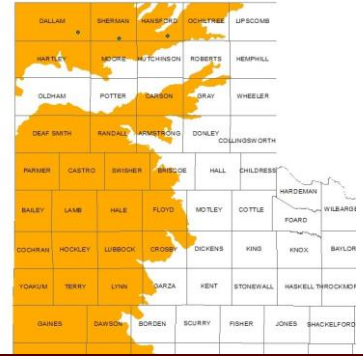 DALLAM SHERMAN HANSFORD OCHILTREE LIPSCOMB
HARTLEY MOORE HUTCHINSON ROBERTS HEMPHILL
OLDHAM POTTER CARSON GRAY WHEELER
DEAF SMITH RANDALL ARMSTRONG DONLEY COLLINGSWORTH
PARMER CASTRO SWISHER BRISCOE HALL CHILDRESS
HARDEMAN
BAILEY LAMB HALE FLOYD MOTLEY COTTLE WILBARGE
FOARD
COCHRAN HOCKLEY LUBBOCK CROSBY DICKENS KING KNOX BAYLOR
YOAKUM TERRY LYNN GARZA KENT STONEWALL HASKELL THROCKMOR
GAINES DAWSON BORDEN SCURRY FISHER JONES SHACKELFORD